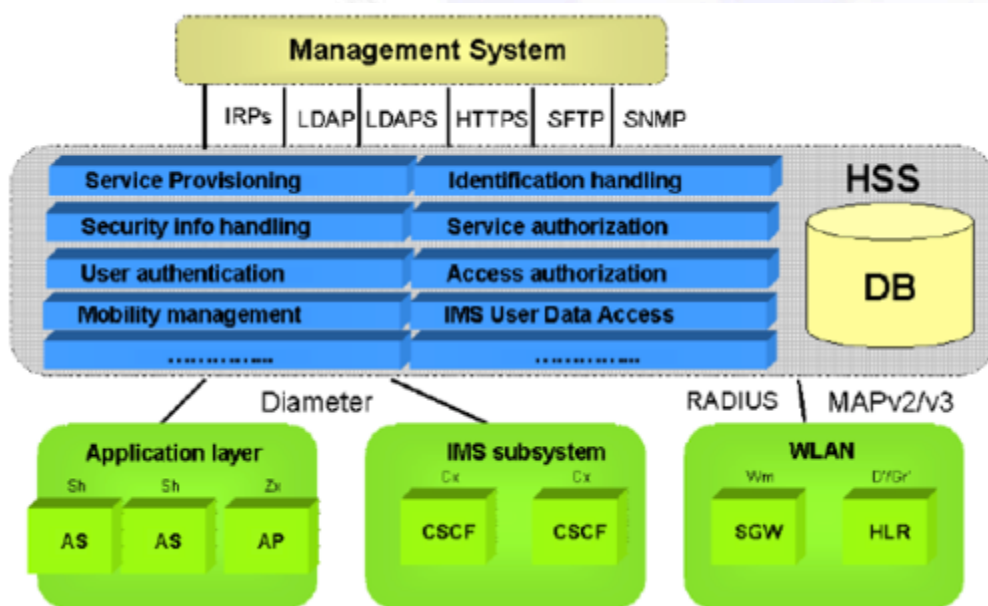 Management System
IRPs LDAP LDAPS HTTPS SFTP SNMP
HSS
DB
Service Provisioning
Identification handling
Security info handling
Service authorization
User authentication
Access authorization
Mobility management
IMS User Data Access
...............
...............
Diameter
RADIUS
MAPv2/v3
Application layer
Sh
Sh
Zx
AS
AS
AP
IMS subsystem
Cx
Cx
CSCF
CSCF
WLAN
Wm
D'/Gr'
SGW
HLR